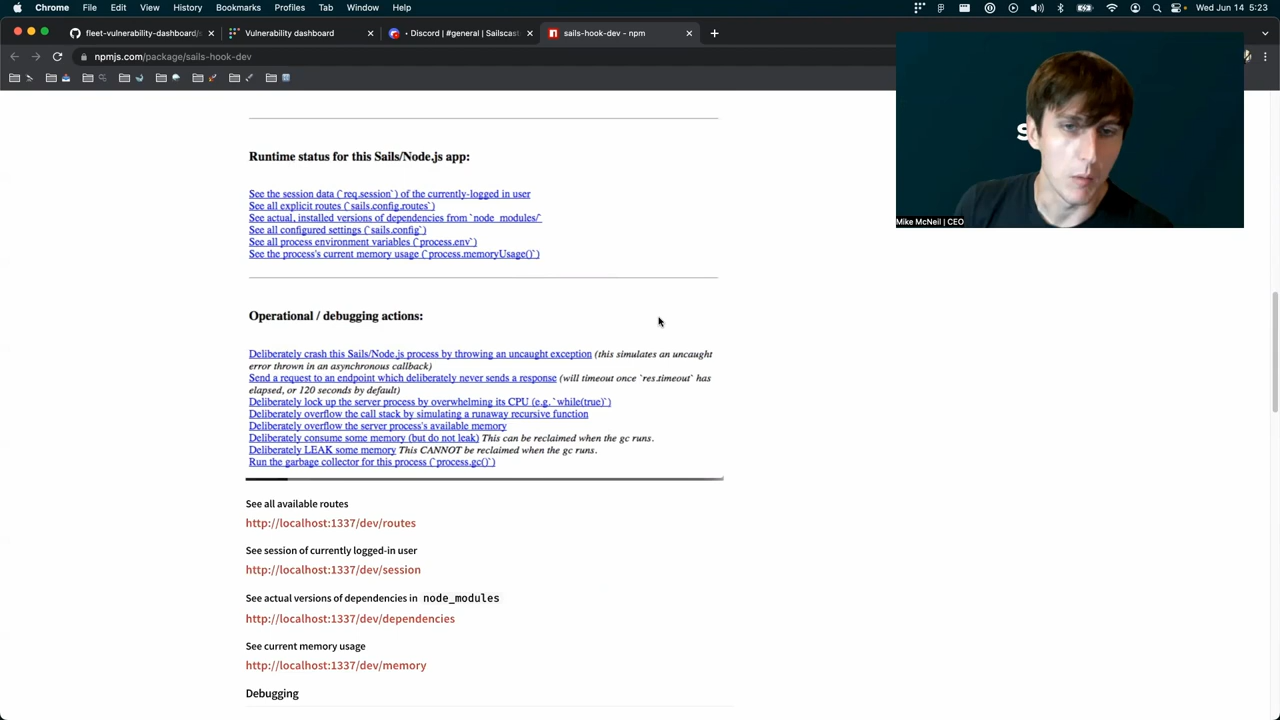 Chrome File Edit View History Bookmarks Profiles Tab Window Help Wed Jun 14 5:23
fleet-vulnerability-dashboard/s Vulnerability dashboard • Discord | #general | Sailscast sails-hook-dev - npm
npmjs.com/package/sails-hook-dev
Mike McNeil | CEO
Runtime status for this Sails/Node.js app:
See the session data (`req.session`) of the currently-logged in user
See all explicit routes (`sails.config.routes`)
See actual, installed versions of dependencies from `node_modules/`
See all configured settings (`sails.config`)
See all process environment variables (`process.env`)
See the process's current memory usage (`process.memoryUsage()`)
Operational / debugging actions:
Deliberately crash this Sails/Node.js process by throwing an uncaught exception (this simulates an uncaught
error thrown in an asynchronous callback)
Send a request to an endpoint which deliberately never sends a response (will timeout once `res.timeout` has
elapsed, or 120 seconds by default)
Deliberately lock up the server process by overwhelming its CPU (e.g. `while(true)`)
Deliberately overflow the call stack by simulating a runaway recursive function
Deliberately overflow the server process's available memory
Deliberately consume some memory (but do not leak) This can be reclaimed when the gc runs.
Deliberately LEAK some memory This CANNOT be reclaimed when the gc runs.
Run the garbage collector for this process (`process.gc()`)
See all available routes
http://localhost:1337/dev/routes
See session of currently logged-in user
http://localhost:1337/dev/session
See actual versions of dependencies in node_modules
http://localhost:1337/dev/dependencies
See current memory usage
http://localhost:1337/dev/memory
Debugging